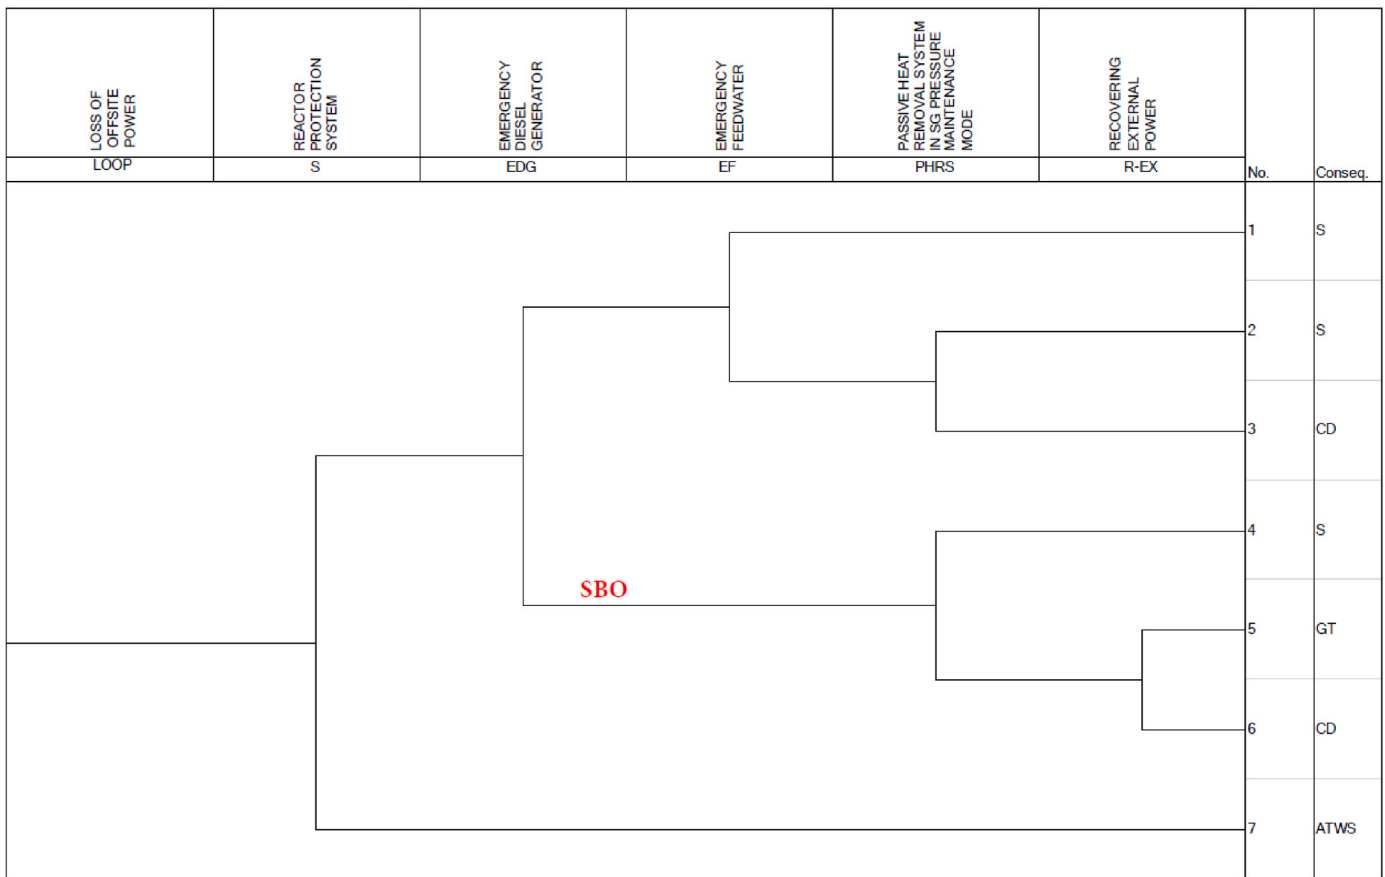 LOSS OF
OFFSITE
POWER
REACTOR
PROTECTION
SYSTEM
EMERGENCY
DIESEL
GENERATOR
EMERGENCY
FEEDWATER
PASSIVE HEAT
REMOVAL SYSTEM
IN SG PRESSURE
MAINTENANCE
MODE
RECOVERING
EXTERNAL
POWER
LOOP
S
EDG
EF
PHRS
R-EX
No.
Conseq.
1
S
2
S
3
CD
4
S
SBO
5
GT
6
CD
7
ATWS